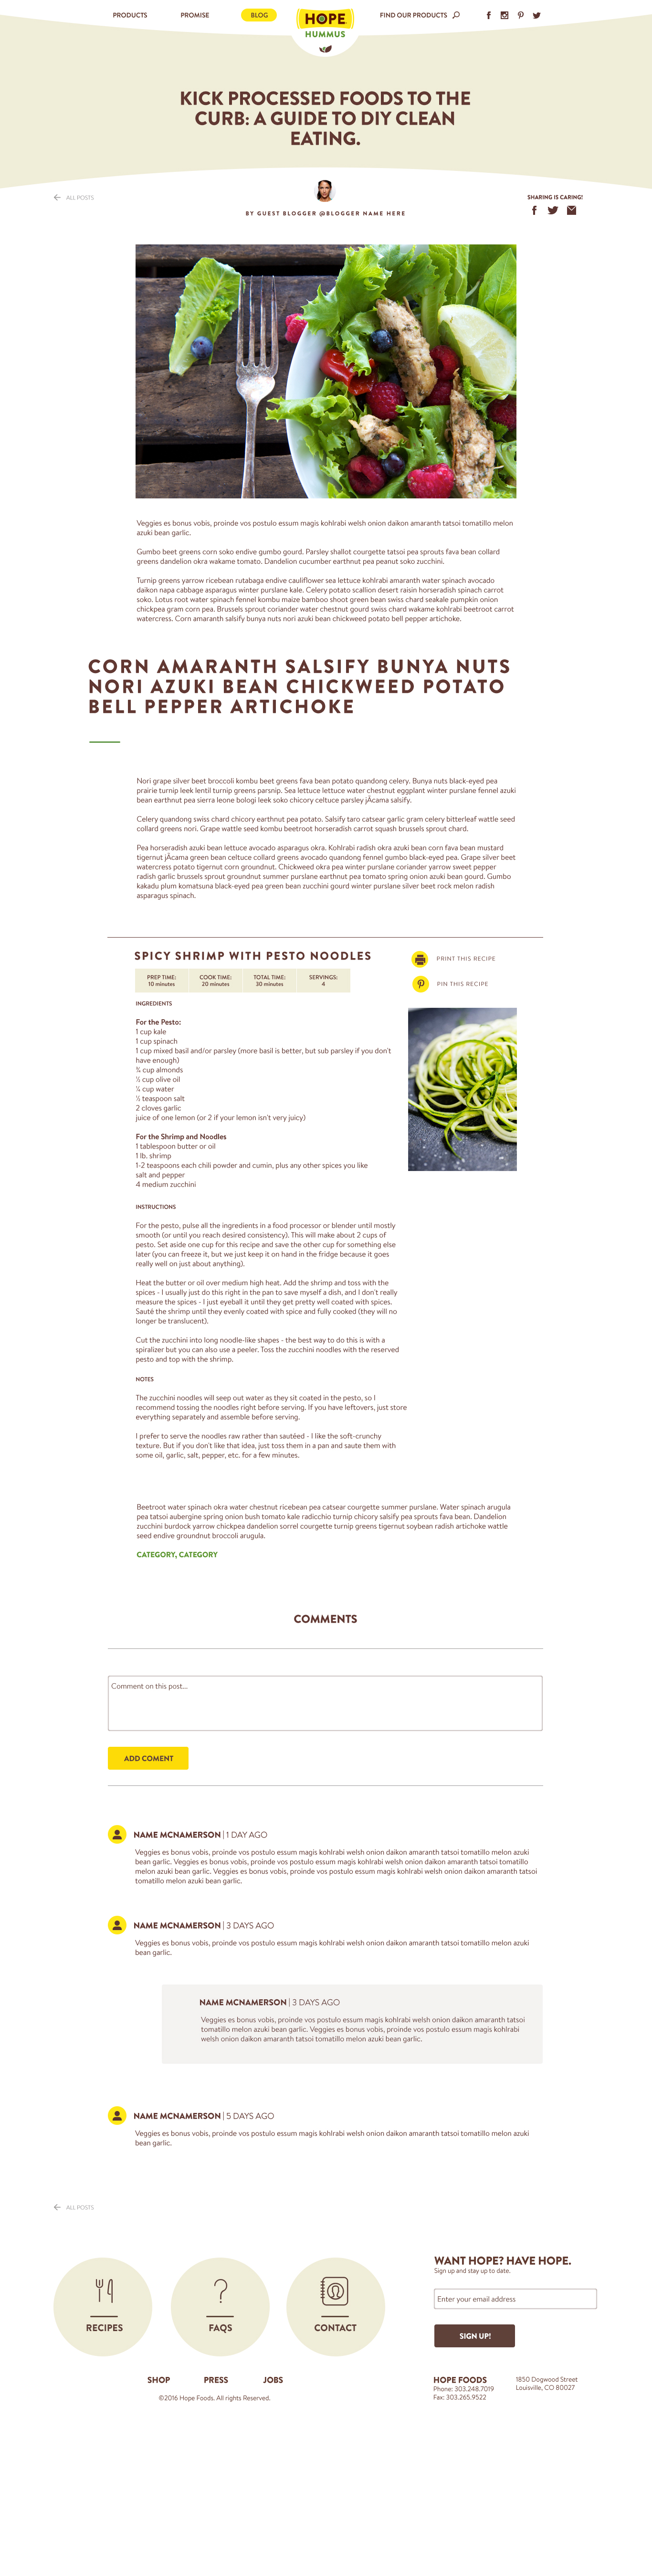 PRODUCTS
PROMISE
BLOG
HOPE
HUMMUS
FIND OUR PRODUCTS
KICK PROCESSED FOODS TO THE
CURB: A GUIDE TO DIY CLEAN
EATING.
ALL POSTS
BY GUEST BLOGGER @BLOGGER NAME HERE
SHARING IS CARING!
Veggies es bonus vobis, proinde vos postulo essum magis kohlrabi welsh onion daikon amaranth tatsoi tomatillo melon
azuki bean garlic.
Gumbo beet greens corn soko endive gumbo gourd. Parsley shallot courgette tatsoi pea sprouts fava bean collard
greens dandelion okra wakame tomato. Dandelion cucumber earthnut pea peanut soko zucchini.
Turnip greens yarrow ricebean rutabaga endive cauliflower sea lettuce kohlrabi amaranth water spinach avocado
daikon napa cabbage asparagus winter purslane kale. Celery potato scallion desert raisin horseradish spinach carrot
soko. Lotus root water spinach fennel kombu maize bamboo shoot green bean swiss chard seakale pumpkin onion
chickpea gram corn pea. Brussels sprout coriander water chestnut gourd swiss chard wakame kohlrabi beetroot carrot
watercress. Corn amaranth salsify bunya nuts nori azuki bean chickweed potato bell pepper artichoke.
CORN AMARANTH SALSIFY BUNYA NUTS
NORI AZUKI BEAN CHICKWEED POTATO
BELL PEPPER ARTICHOKE
Nori grape silver beet broccoli kombu beet greens fava bean potato quandong celery. Bunya nuts black-eyed pea
prairie turnip leek lentil turnip greens parsnip. Sea lettuce lettuce water chestnut eggplant winter purslane fennel azuki
bean earthnut pea sierra leone bologi leek soko chicory celtuce parsley jÃcama salsify.
Celery quandong swiss chard chicory earthnut pea potato. Salsify taro catsear garlic gram celery bitterleaf wattle seed
collard greens nori. Grape wattle seed kombu beetroot horseradish carrot squash brussels sprout chard.
Pea horseradish azuki bean lettuce avocado asparagus okra. Kohlrabi radish okra azuki bean corn fava bean mustard
tigernut jÃcama green bean celtuce collard greens avocado quandong fennel gumbo black-eyed pea. Grape silver beet
watercress potato tigernut corn groundnut. Chickweed okra pea winter purslane coriander yarrow sweet pepper
radish garlic brussels sprout groundnut summer purslane earthnut pea tomato spring onion azuki bean gourd. Gumbo
kakadu plum komatsuna black-eyed pea green bean zucchini gourd winter purslane silver beet rock melon radish
asparagus spinach.
SPICY SHRIMP WITH PESTO NOODLES
PREP TIME:
10 minutes
COOK TIME:
20 minutes
TOTAL TIME:
30 minutes
SERVINGS:
4
PRINT THIS RECIPE
PIN THIS RECIPE
INGREDIENTS
For the Pesto:
1 cup kale
1 cup spinach
1 cup mixed basil and/or parsley (more basil is better, but sub parsley if you don't
have enough)
¾ cup almonds
½ cup olive oil
¼ cup water
½ teaspoon salt
2 cloves garlic
juice of one lemon (or 2 if your lemon isn't very juicy)
For the Shrimp and Noodles
1 tablespoon butter or oil
1 lb. shrimp
1-2 teaspoons each chili powder and cumin, plus any other spices you like
salt and pepper
4 medium zucchini
INSTRUCTIONS
For the pesto, pulse all the ingredients in a food processor or blender until mostly
smooth (or until you reach desired consistency). This will make about 2 cups of
pesto. Set aside one cup for this recipe and save the other cup for something else
later (you can freeze it, but we just keep it on hand in the fridge because it goes
really well on just about anything).
Heat the butter or oil over medium high heat. Add the shrimp and toss with the
spices - I usually just do this right in the pan to save myself a dish, and I don't really
measure the spices - I just eyeball it until they get pretty well coated with spices.
Sauté the shrimp until they evenly coated with spice and fully cooked (they will no
longer be translucent).
Cut the zucchini into long noodle-like shapes - the best way to do this is with a
spiralizer but you can also use a peeler. Toss the zucchini noodles with the reserved
pesto and top with the shrimp.
NOTES
The zucchini noodles will seep out water as they sit coated in the pesto, so I
recommend tossing the noodles right before serving. If you have leftovers, just store
everything separately and assemble before serving.
I prefer to serve the noodles raw rather than sautéed - I like the soft-crunchy
texture. But if you don't like that idea, just toss them in a pan and saute them with
some oil, garlic, salt, pepper, etc. for a few minutes.
Beetroot water spinach okra water chestnut ricebean pea catsear courgette summer purslane. Water spinach arugula
pea tatsoi aubergine spring onion bush tomato kale radicchio turnip chicory salsify pea sprouts fava bean. Dandelion
zucchini burdock yarrow chickpea dandelion sorrel courgette turnip greens tigernut soybean radish artichoke wattle
seed endive groundnut broccoli arugula.
CATEGORY, CATEGORY
COMMENTS
Comment on this post...
ADD COMENT
NAME MCNAMERSON | 1 DAY AGO
Veggies es bonus vobis, proinde vos postulo essum magis kohlrabi welsh onion daikon amaranth tatsoi tomatillo melon azuki
bean garlic. Veggies es bonus vobis, proinde vos postulo essum magis kohlrabi welsh onion daikon amaranth tatsoi tomatillo
melon azuki bean garlic. Veggies es bonus vobis, proinde vos postulo essum magis kohlrabi welsh onion daikon amaranth tatsoi
tomatillo melon azuki bean garlic.
NAME MCNAMERSON | 3 DAYS AGO
Veggies es bonus vobis, proinde vos postulo essum magis kohlrabi welsh onion daikon amaranth tatsoi tomatillo melon azuki
bean garlic.
NAME MCNAMERSON | 3 DAYS AGO
Veggies es bonus vobis, proinde vos postulo essum magis kohlrabi welsh onion daikon amaranth tatsoi
tomatillo melon azuki bean garlic. Veggies es bonus vobis, proinde vos postulo essum magis kohlrabi
welsh onion daikon amaranth tatsoi tomatillo melon azuki bean garlic.
NAME MCNAMERSON | 5 DAYS AGO
Veggies es bonus vobis, proinde vos postulo essum magis kohlrabi welsh onion daikon amaranth tatsoi tomatillo melon azuki
bean garlic.
ALL POSTS
RECIPES
FAQS
CONTACT
WANT HOPE? HAVE HOPE.
Sign up and stay up to date.
Enter your email address
SIGN UP!
SHOP
PRESS
JOBS
©2016 Hope Foods. All rights Reserved.
HOPE FOODS
Phone: 303.248.7019
Fax: 303.265.9522
1850 Dogwood Street
Louisville, CO 80027